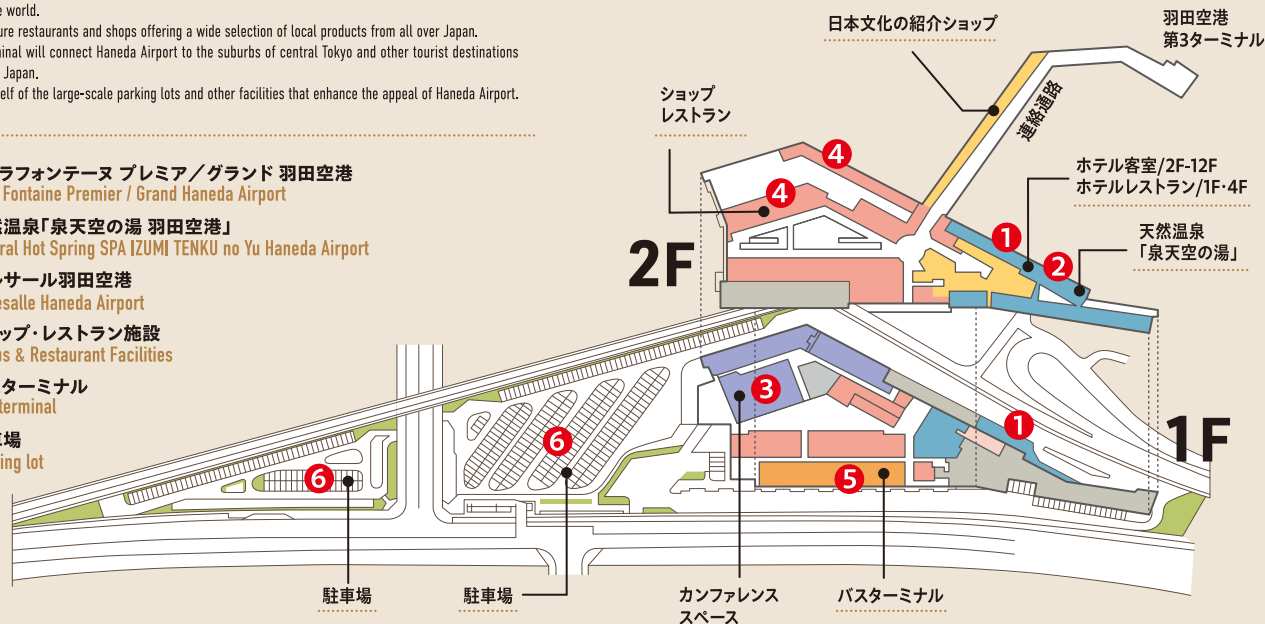 e world.
ure restaurants and shops offering a wide selection of local products from all over Japan.
minal will connect Haneda Airport to the suburbs of central Tokyo and other tourist destinations
Japan.
elf of the large-scale parking lots and other facilities that enhance the appeal of Haneda Airport.
ラフォンテーヌ プレミア／グランド 羽田空港
Fontaine Premier / Grand Haneda Airport
然温泉「泉天空の湯 羽田空港」
ral Hot Spring SPA IZUMI TENKU no Yu Haneda Airport
ルサール羽田空港
esalle Haneda Airport
ョップ・レストラン施設
s & Restaurant Facilities
スターミナル
terminal
車場
ing lot
日本文化の紹介ショップ
羽田空港
第3ターミナル
ショップ
レストラン
連絡通路
4
4
ホテル客室/2F-12F
ホテルレストラン/1F・4F
天然温泉
「泉天空の湯」
1
2
2F
3
1
1F
6
6
5
駐車場
駐車場
カンファレンス
スペース
バスターミナル